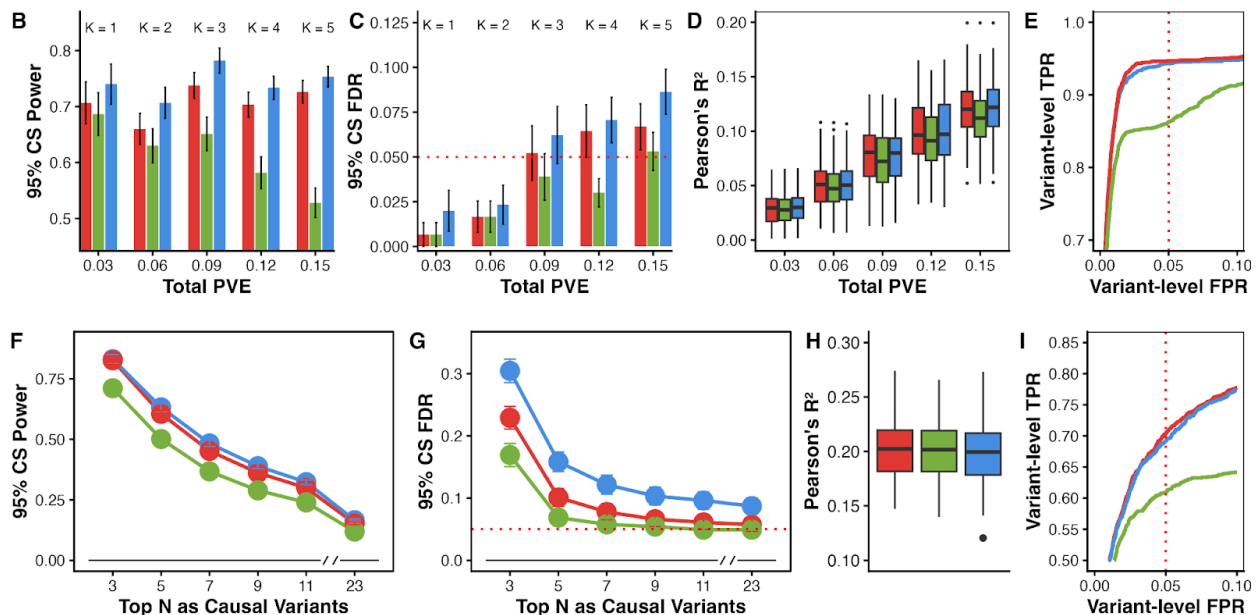 B
95% CS Power
0.8
0.7
0.6
0.5
K = 1 K = 2 K = 3 K = 4 K = 5
0.03 0.06 0.09 0.12 0.15
Total PVE
C
95% CS FDR
0.125
0.100
0.075
0.050
0.025
0.000
K = 1 K = 2 K = 3 K = 4 K = 5
0.03 0.06 0.09 0.12 0.15
Total PVE
D
Pearson's R²
0.20
0.15
0.10
0.05
0.00
0.03 0.06 0.09 0.12 0.15
Total PVE
E
Variant-level TPR
1.0
0.9
0.8
0.7
0.00 0.05 0.10
Variant-level FPR
F
95% CS Power
0.75
0.50
0.25
0.00
3 5 7 9 11 23
Top N as Causal Variants
G
95% CS FDR
0.3
0.2
0.1
0.0
3 5 7 9 11 23
Top N as Causal Variants
H
Pearson's R²
0.30
0.25
0.20
0.15
0.10
I
Variant-level TPR
0.85
0.80
0.75
0.70
0.65
0.60
0.55
0.50
0.00 0.05 0.10
Variant-level FPR